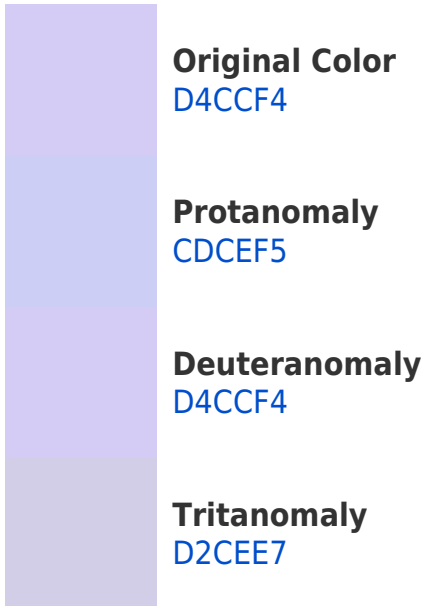 Original Color
D4CCF4
Protanomaly
CDCEF5
Deuteranomaly
D4CCF4
Tritanomaly
D2CEE7